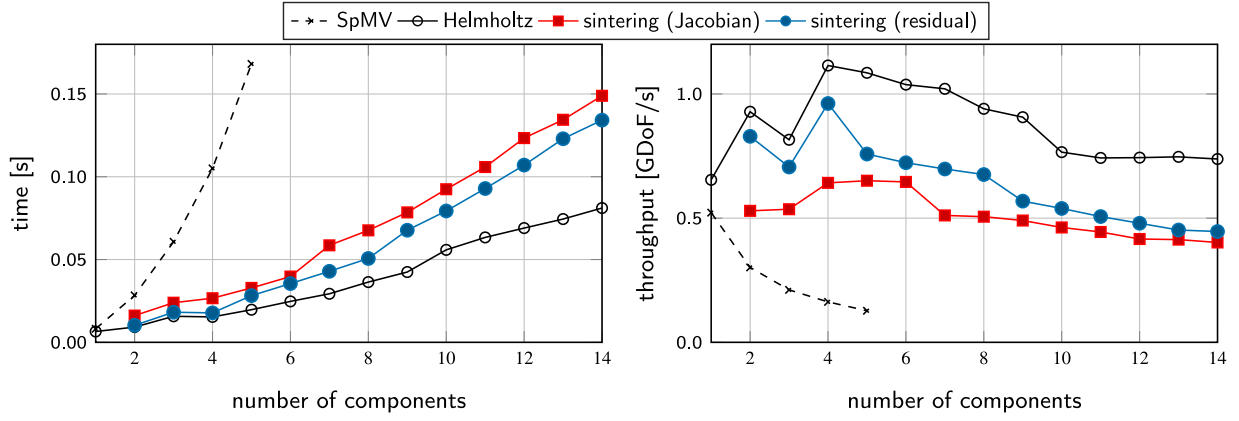 SpMV Helmholtz sintering (Jacobian) sintering (residual)
time [s]
0.15
0.10
0.05
0.00
2 4 6 8 10 12 14
number of components
throughput [GDoF/s]
1.0
0.5
0.0
2 4 6 8 10 12 14
number of components